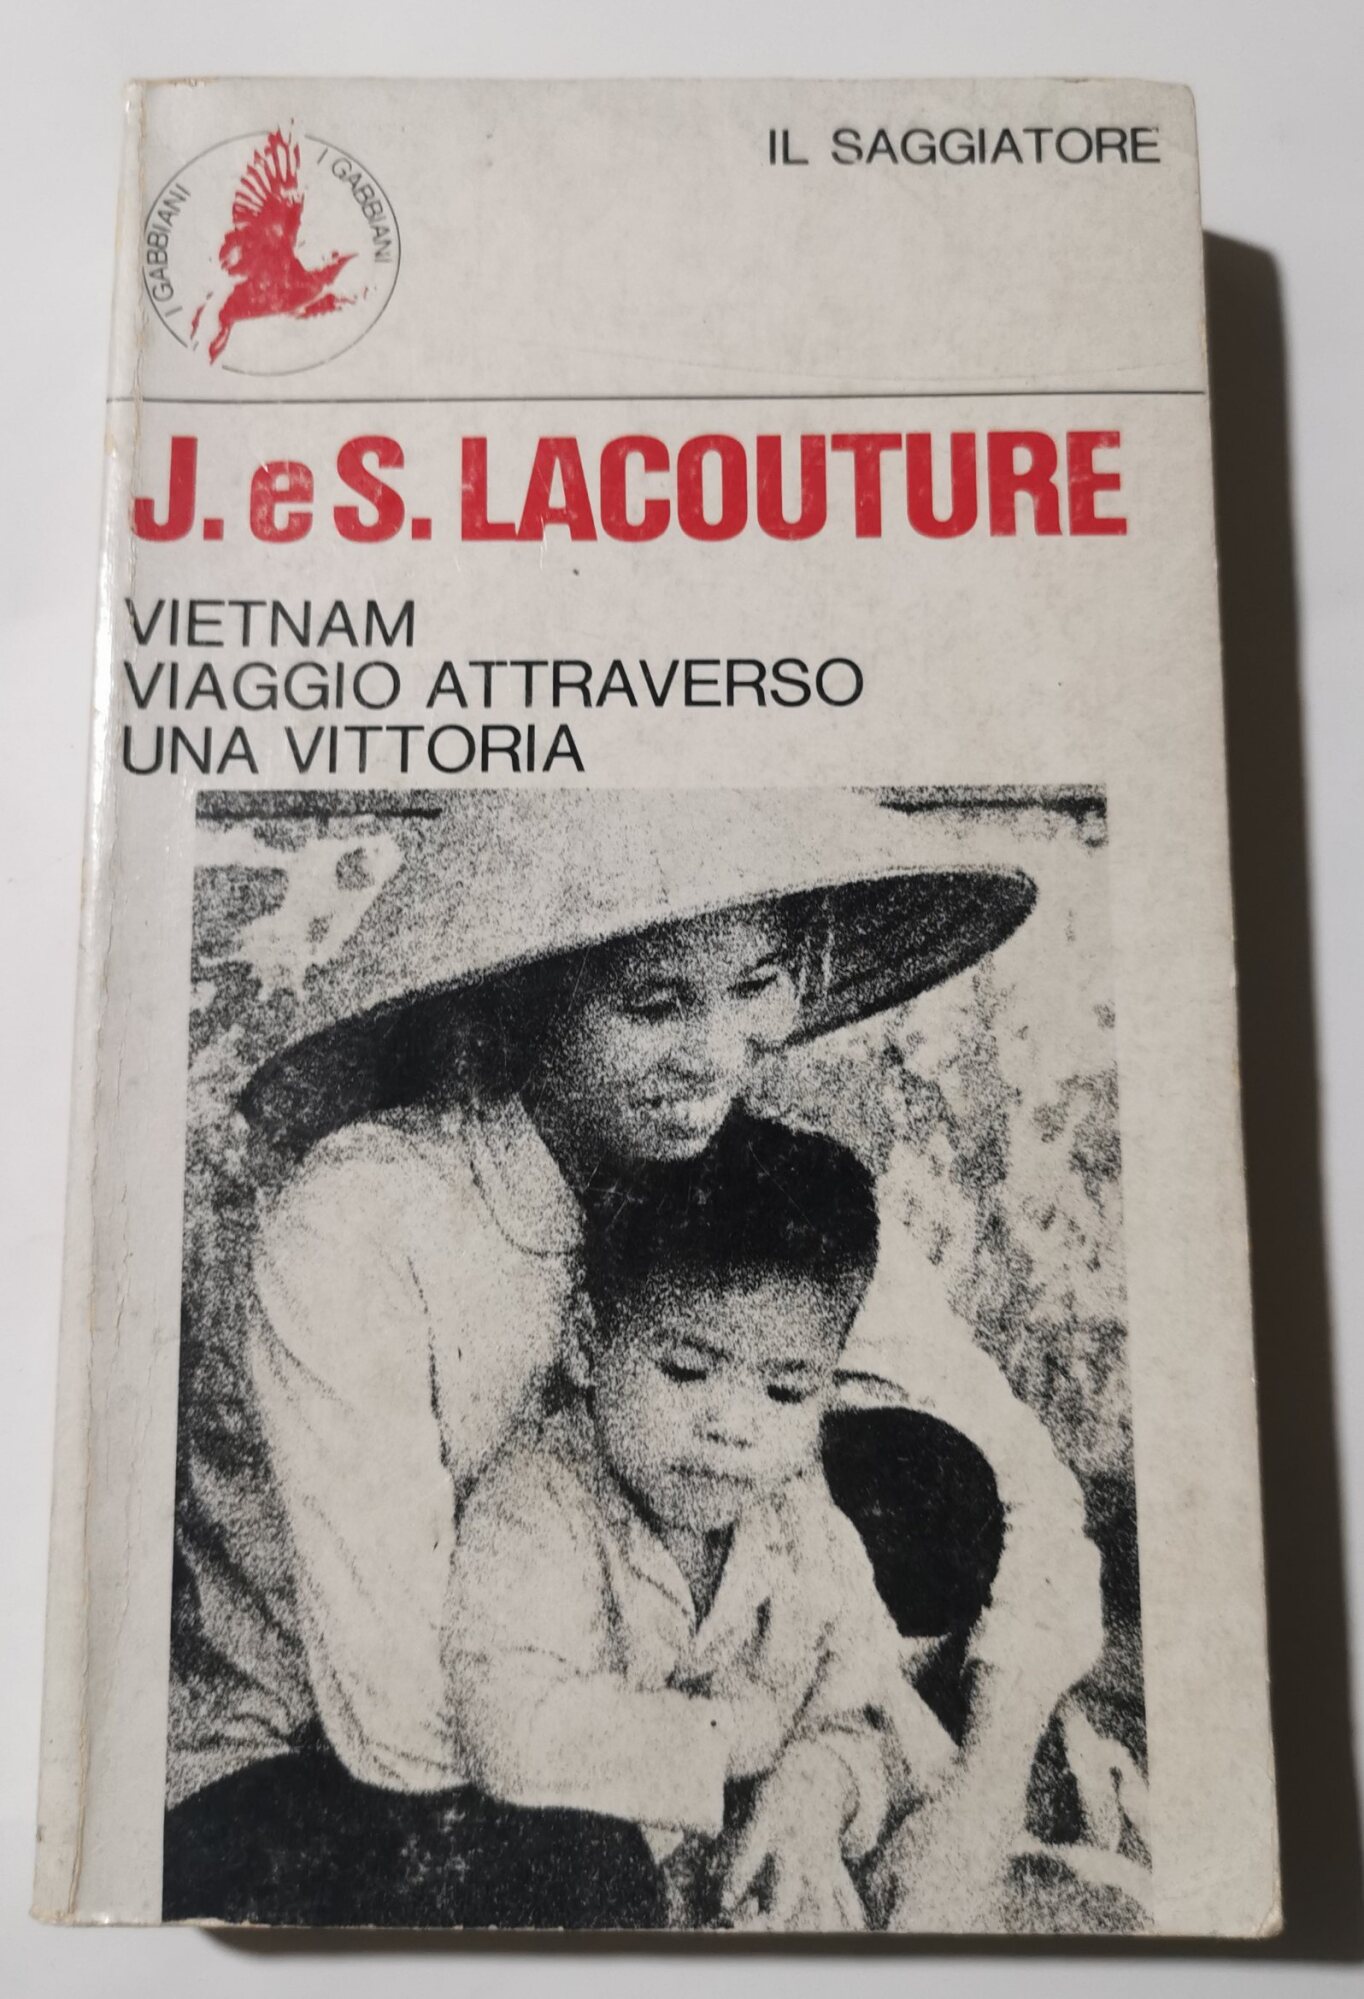 I GABBIANI
I GABBIANI
IL SAGGIATORE
J. e S. LACOUTURE
VIETNAM
VIAGGIO ATTRAVERSO
UNA VITTORIA